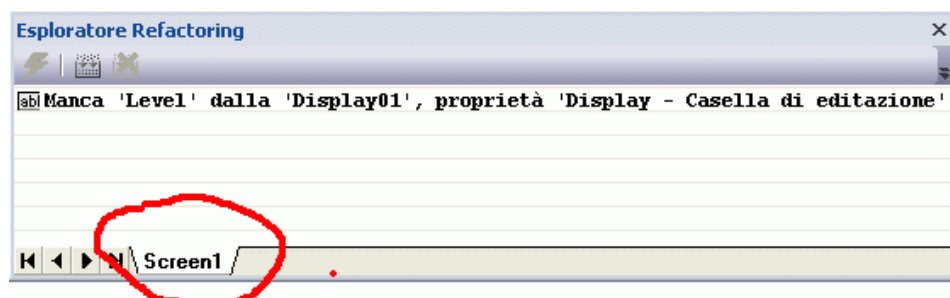 Esploratore Refactoring
Manca 'Level' dalla 'Display01', proprietà 'Display - Casella di editazione'
Screen1